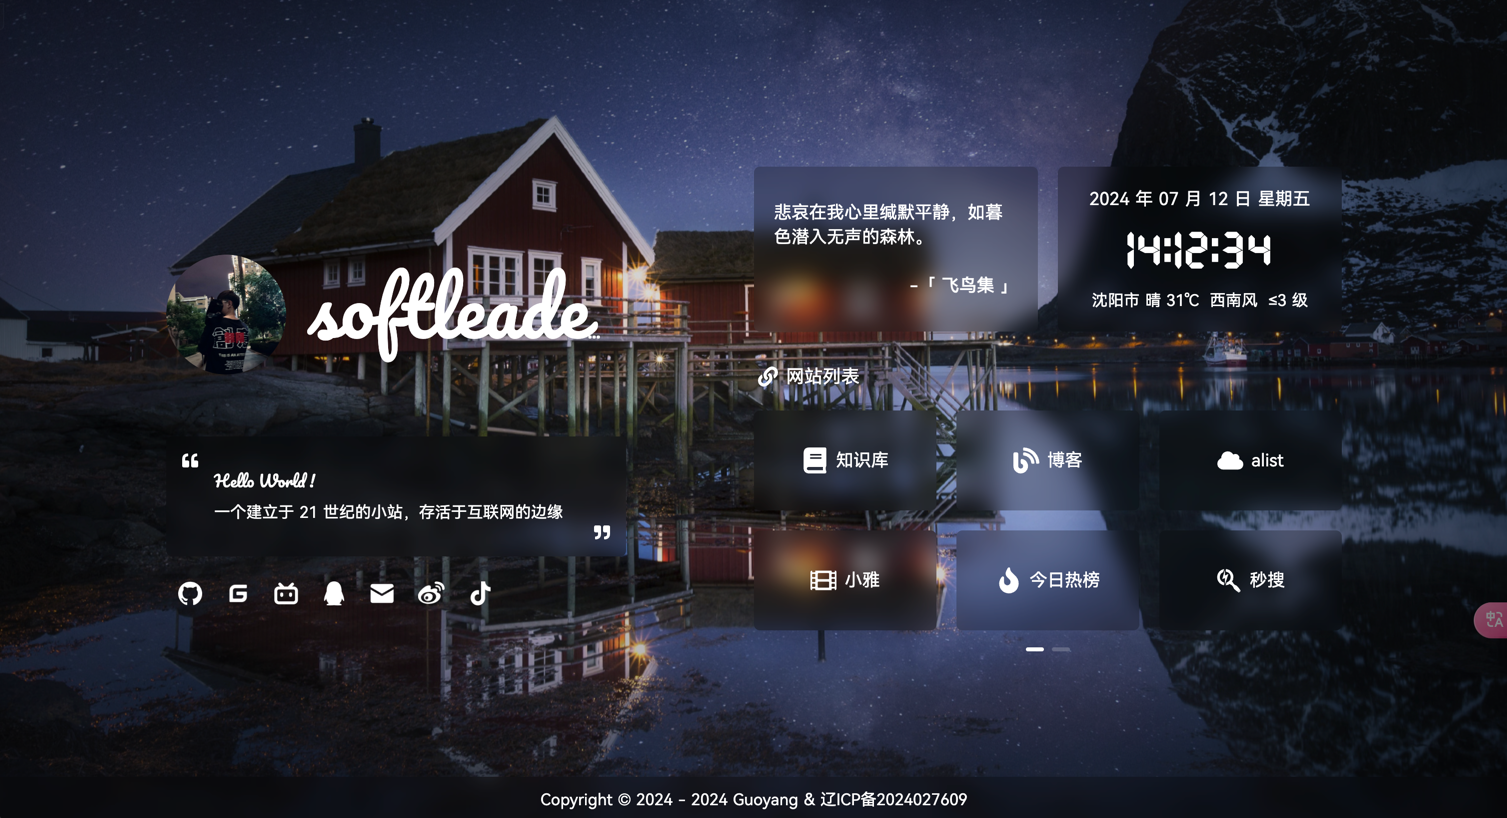 softleade...
Hello World !
一个建立于 21 世纪的小站，存活于互联网的边缘
悲哀在我心里缄默平静，如暮
色潜入无声的森林。
-「 飞鸟集 」
2024 年 07 月 12 日 星期五
14:12:34
沈阳市 晴 31℃ 西南风 ≤3 级
网站列表
知识库
博客
alist
小雅
今日热榜
秒搜
Copyright © 2024 - 2024 Guoyang & 辽ICP备2024027609